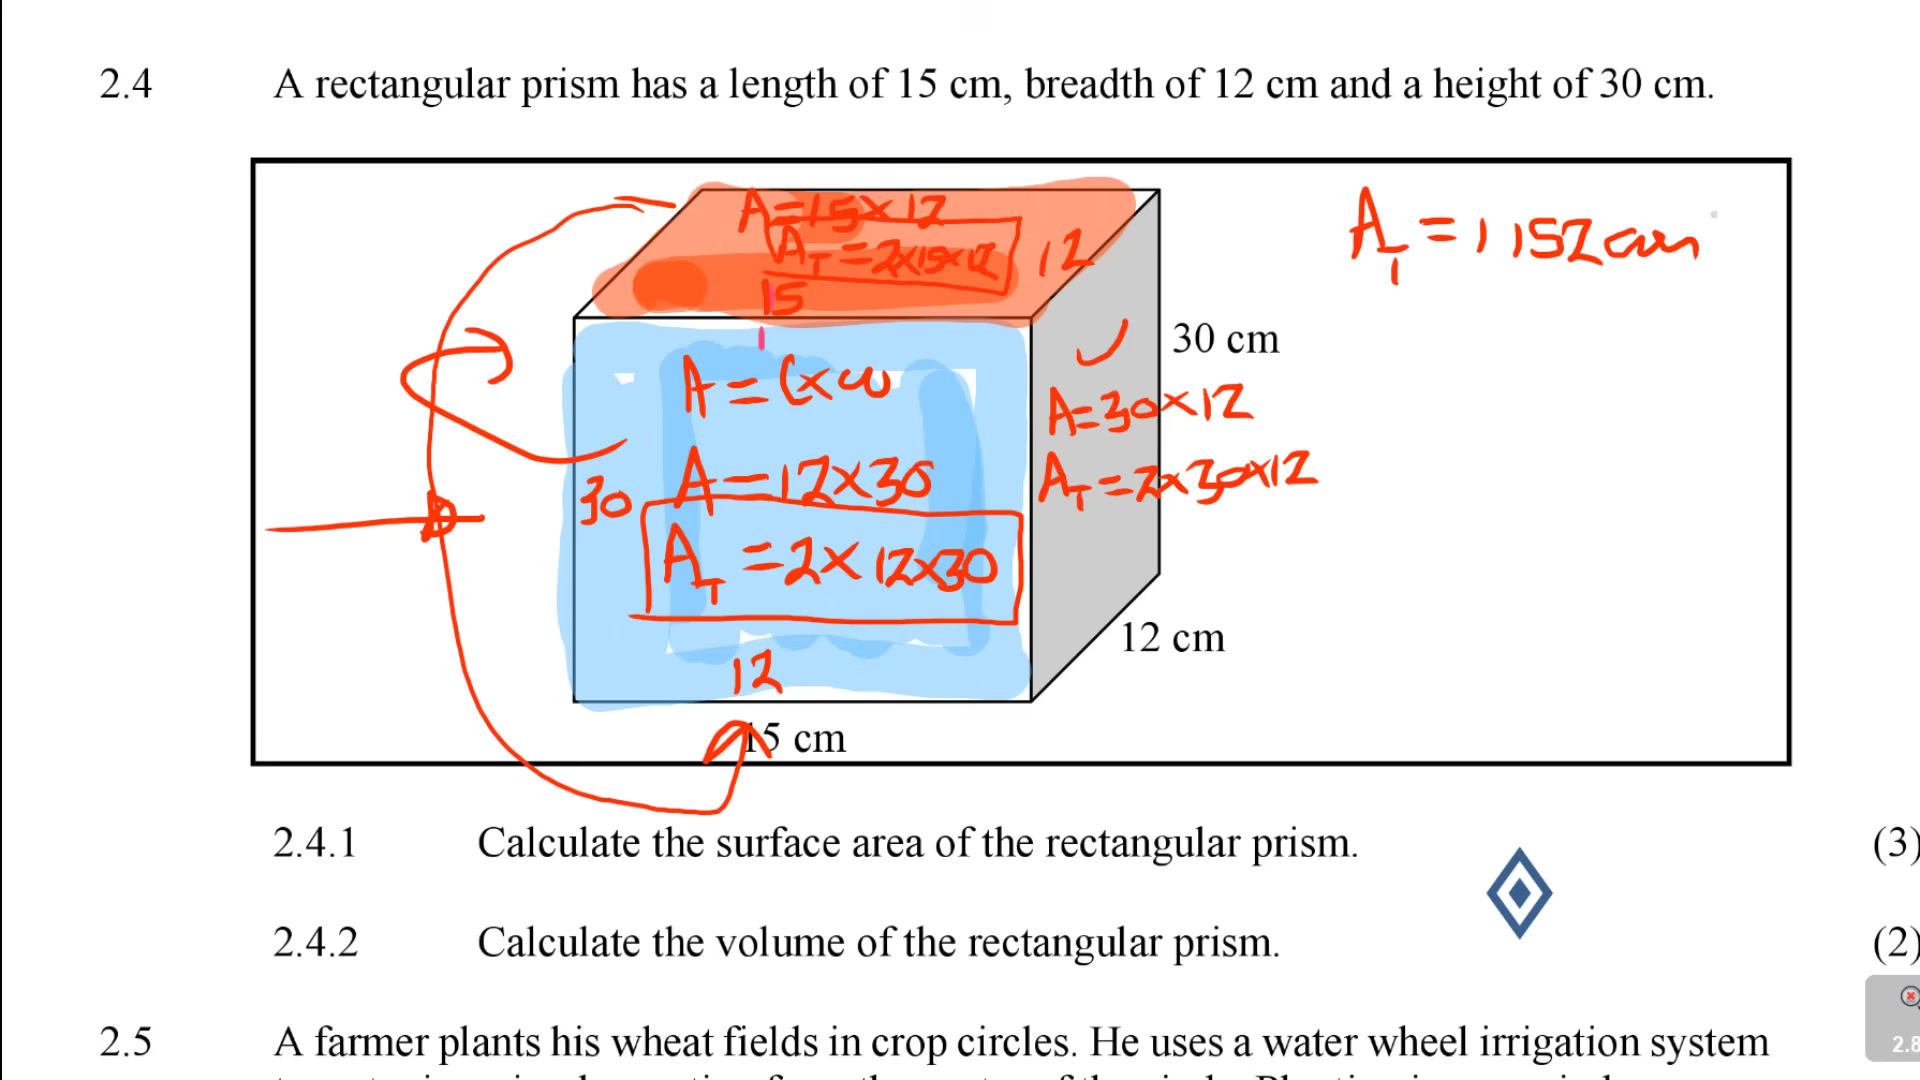 2.4 A rectangular prism has a length of 15 cm, breadth of 12 cm and a height of 30 cm.
A=15×12
A_T=2×15×12
12
15
A_T=1152cm
30 cm
A=l×w
A=30×12
A=12×30
A_T=2×30×12
30
A_T=2×12×30
12 cm
12
15 cm
2.4.1 Calculate the surface area of the rectangular prism. (3)
2.4.2 Calculate the volume of the rectangular prism. (2)
2.5 A farmer plants his wheat fields in crop circles. He uses a water wheel irrigation system